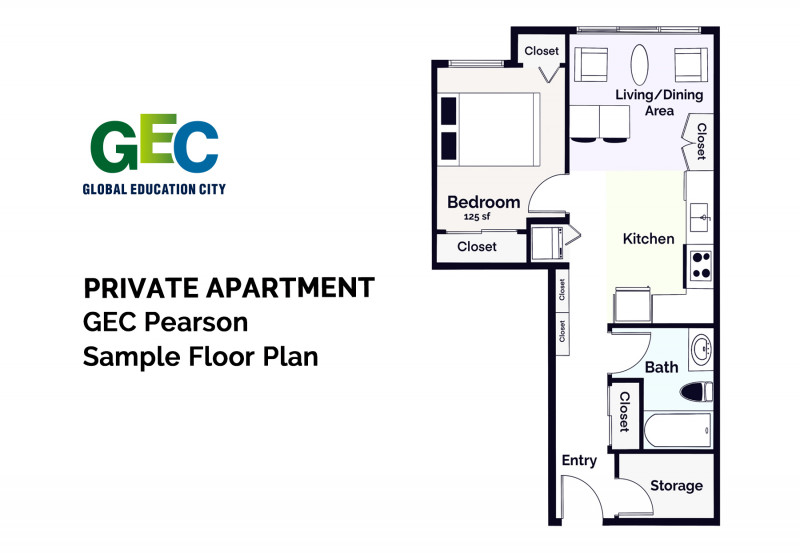 GEC
GLOBAL EDUCATION CITY
PRIVATE APARTMENT
GEC Pearson
Sample Floor Plan
Closet
Living/Dining
Area
Closet
Bedroom
125 sf
Closet
Kitchen
Closet
Closet
Bath
Closet
Entry
Storage